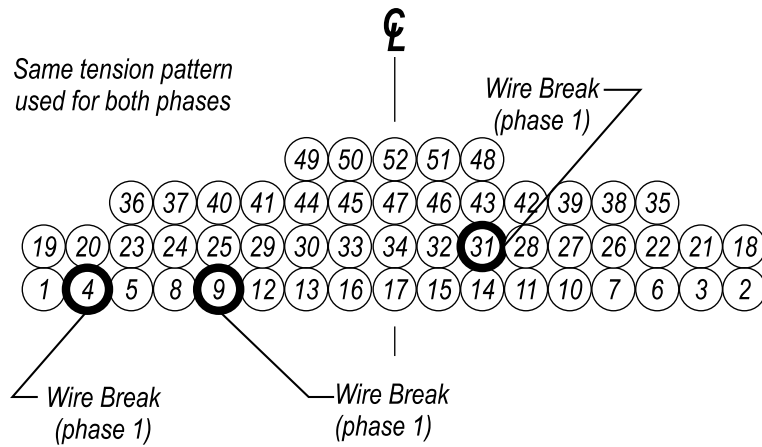 ℄
Same tension pattern
used for both phases
Wire Break
(phase 1)
49 50 52 51 48
36 37 40 41 44 45 47 46 43 42 39 38 35
19 20 23 24 25 29 30 33 34 32 31 28 27 26 22 21 18
1 4 5 8 9 12 13 16 17 15 14 11 10 7 6 3 2
Wire Break
(phase 1)
Wire Break
(phase 1)